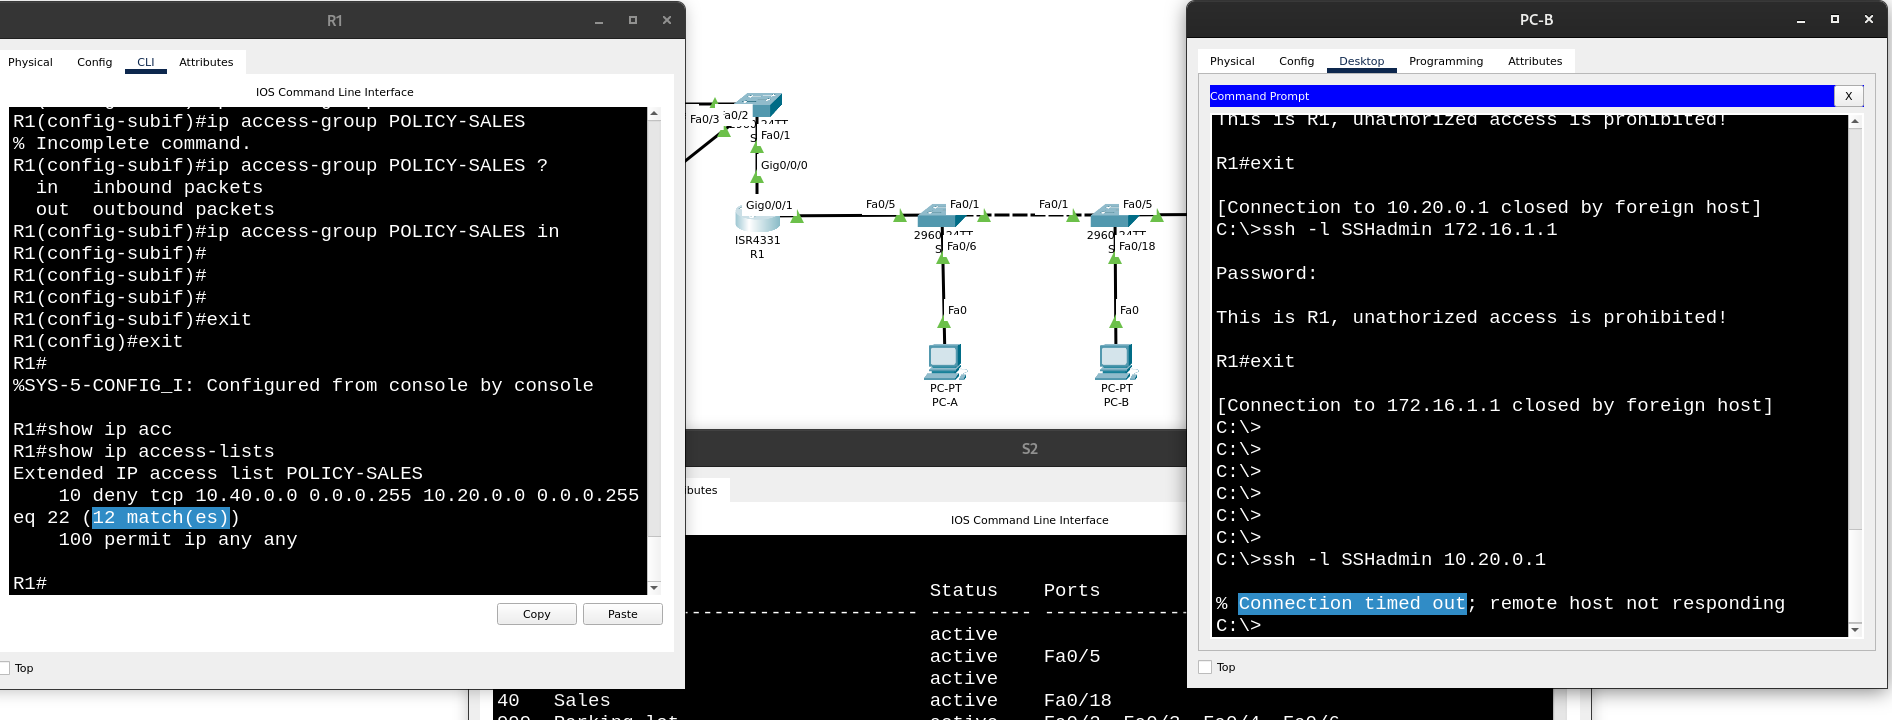 R1
Physical Config CLI Attributes
IOS Command Line Interface
R1(config-subif)#ip access-group POLICY-SALES
% Incomplete command.
R1(config-subif)#ip access-group POLICY-SALES ?
in inbound packets
out outbound packets
R1(config-subif)#ip access-group POLICY-SALES in
R1(config-subif)#
R1(config-subif)#
R1(config-subif)#
R1(config-subif)#exit
R1(config)#exit
R1#
%SYS-5-CONFIG_I: Configured from console by console
R1#show ip acc
R1#show ip access-lists
Extended IP access list POLICY-SALES
10 deny tcp 10.40.0.0 0.0.0.255 10.20.0.0 0.0.0.255
eq 22 (12 match(es))
100 permit ip any any
R1#
Copy Paste
Top
Fa0/3
a0/2
Fa0/1
Gig0/0/0
Gig0/0/1
ISR4331
R1
Fa0/5
Fa0/1
Fa0/6
Fa0/1
Fa0/5
Fa0/18
Fa0
Fa0
PC-PT
PC-A
PC-PT
PC-B
S2
ibutes
IOS Command Line Interface
Status Ports
-------------------- --------- -------------
active
active Fa0/5
active
40 Sales active Fa0/18
PC-B
Physical Config Desktop Programming Attributes
Command Prompt X
This is R1, unathorized access is prohibited!
R1#exit
[Connection to 10.20.0.1 closed by foreign host]
C:\>ssh -l SSHadmin 172.16.1.1
Password:
This is R1, unathorized access is prohibited!
R1#exit
[Connection to 172.16.1.1 closed by foreign host]
C:\>
C:\>
C:\>
C:\>
C:\>
C:\>
C:\>ssh -l SSHadmin 10.20.0.1
% Connection timed out; remote host not responding
C:\>
Top